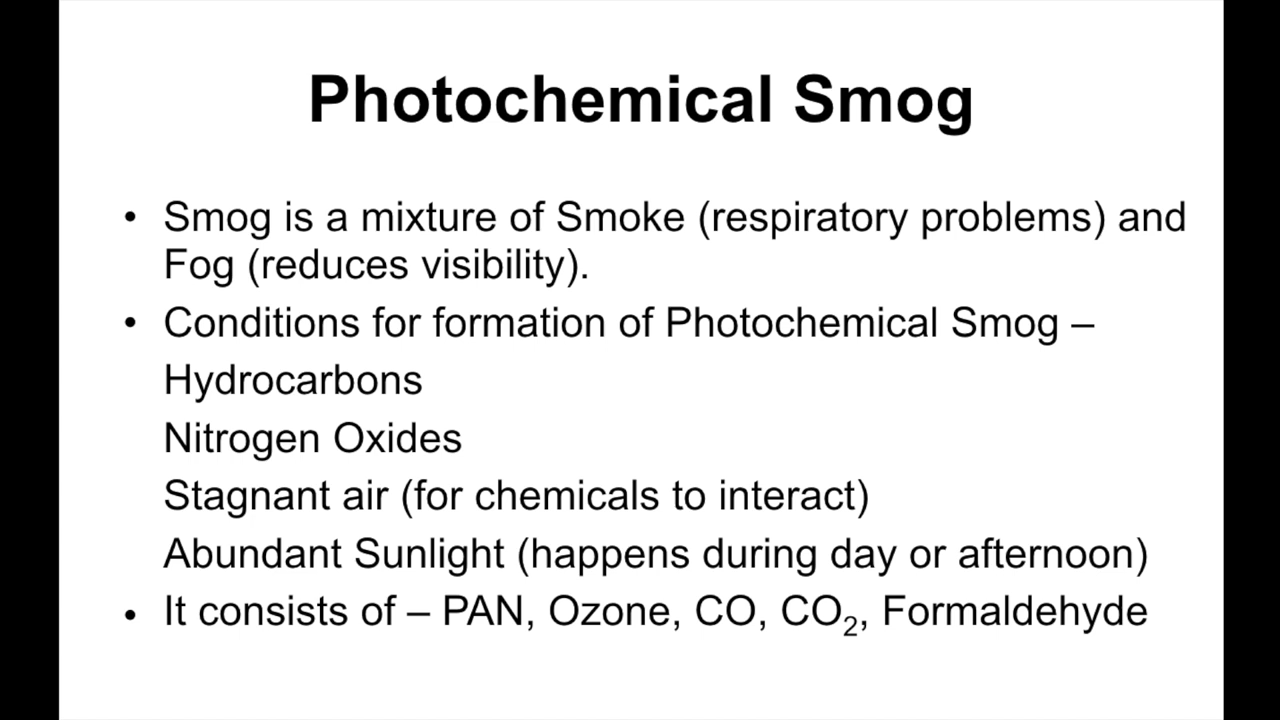 Photochemical Smog
• Smog is a mixture of Smoke (respiratory problems) and
Fog (reduces visibility).
• Conditions for formation of Photochemical Smog –
Hydrocarbons
Nitrogen Oxides
Stagnant air (for chemicals to interact)
Abundant Sunlight (happens during day or afternoon)
• It consists of – PAN, Ozone, CO, CO₂, Formaldehyde